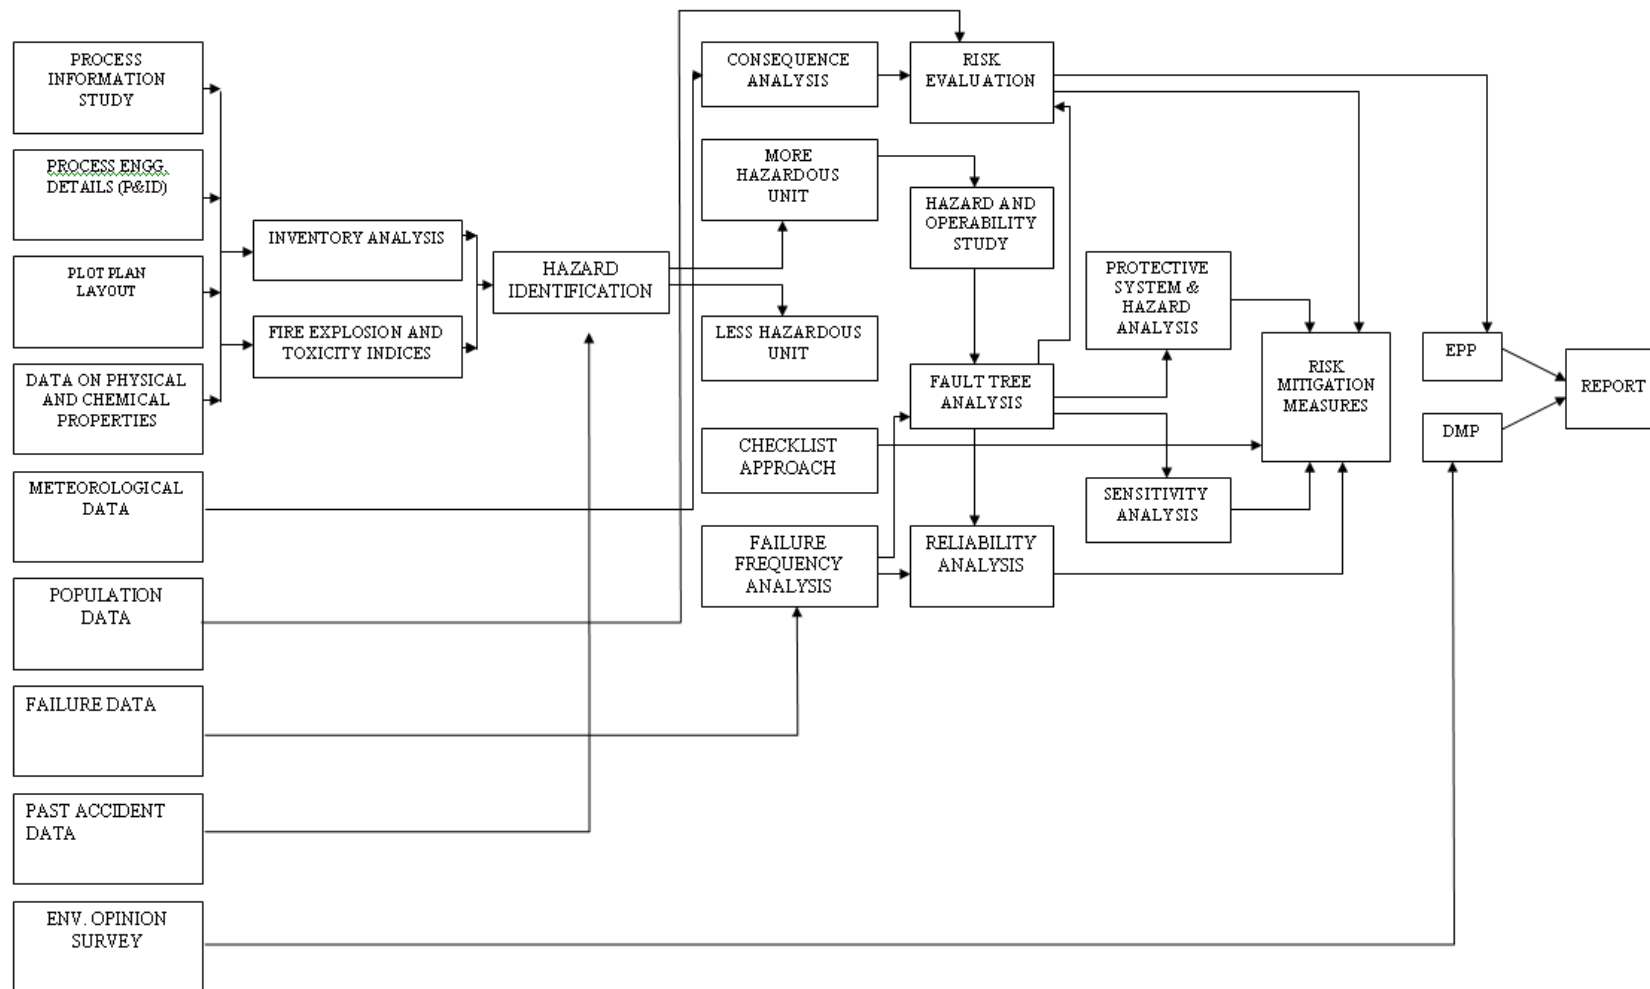 PROCESS
INFORMATION
STUDY
PROCESS ENGG.
DETAILS (P&ID)
PLOT PLAN
LAYOUT
DATA ON PHYSICAL
AND CHEMICAL
PROPERTIES
METEOROLOGICAL
DATA
POPULATION
DATA
FAILURE DATA
PAST ACCIDENT
DATA
ENV. OPINION
SURVEY
INVENTORY ANALYSIS
FIRE EXPLOSION AND
TOXICITY INDICES
HAZARD
IDENTIFICATION
CONSEQUENCE
ANALYSIS
MORE
HAZARDOUS
UNIT
LESS HAZARDOUS
UNIT
CHECKLIST
APPROACH
FAILURE
FREQUENCY
ANALYSIS
RISK
EVALUATION
HAZARD AND
OPERABILITY
STUDY
FAULT TREE
ANALYSIS
RELIABILITY
ANALYSIS
PROTECTIVE
SYSTEM &
HAZARD
ANALYSIS
SENSITIVITY
ANALYSIS
RISK
MITIGATION
MEASURES
EPP
DMP
REPORT